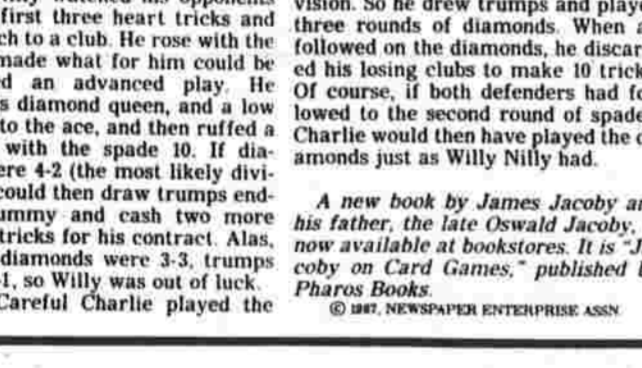 first three heart tricks and
ch to a club. He rose with the
made what for him could be
d an advanced play. He
s diamond queen, and a low
to the ace, and then ruffed a
with the spade 10. If dia-
ere 4-2 (the most likely divi-
could then draw trumps end-
ummy and cash two more
tricks for his contract. Alas,
diamonds were 3-3, trumps
-1, so Willy was out of luck.
Careful Charlie played the
vision. So he drew trumps and playe
three rounds of diamonds. When a
followed on the diamonds, he discar
ed his losing clubs to make 10 trick
Of course, if both defenders had fo
lowed to the second round of spade
Charlie would then have played the d
amonds just as Willy Nilly had.
A new book by James Jacoby an
his father, the late Oswald Jacoby,
now available at bookstores. It is "J
coby on Card Games," published b
Pharos Books.
© 1987, NEWSPAPER ENTERPRISE ASSN